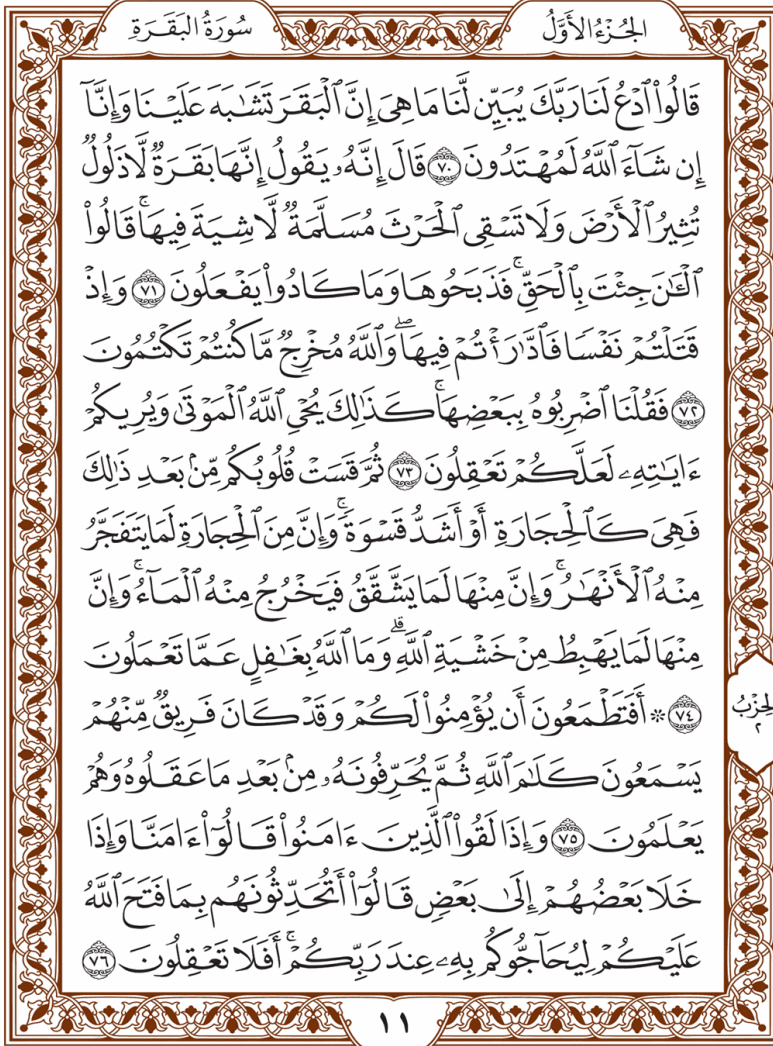 الجُزْءُ الأَوَّلُ
سُورَةُ البَقَرَةِ
قَالُوا۟ ٱدْعُ لَنَا رَبَّكَ يُبَيِّن لَّنَا مَا هِىَ إِنَّ ٱلْبَقَرَ تَشَٰبَهَ عَلَيْنَا وَإِنَّآ
إِن شَآءَ ٱللَّهُ لَمُهْتَدُونَ ٧٠ قَالَ إِنَّهُۥ يَقُولُ إِنَّهَا بَقَرَةٌ لَّا ذَلُولٌ
تُثِيرُ ٱلْأَرْضَ وَلَا تَسْقِى ٱلْحَرْثَ مُسَلَّمَةٌ لَّا شِيَةَ فِيهَاۚ قَالُوا۟
ٱلْـَٰٔنَ جِئْتَ بِٱلْحَقِّۚ فَذَبَحُوهَا وَمَا كَادُوا۟ يَفْعَلُونَ ٧١ وَإِذْ
قَتَلْتُمْ نَفْسًا فَٱدَّٰرَْٰٔتُمْ فِيهَاۖ وَٱللَّهُ مُخْرِجٌ مَّا كُنتُمْ تَكْتُمُونَ
٧٢ فَقُلْنَا ٱضْرِبُوهُ بِبَعْضِهَاۚ كَذَٰلِكَ يُحْىِ ٱللَّهُ ٱلْمَوْتَىٰ وَيُرِيكُمْ
ءَايَٰتِهِۦ لَعَلَّكُمْ تَعْقِلُونَ ٧٣ ثُمَّ قَسَتْ قُلُوبُكُم مِّنۢ بَعْدِ ذَٰلِكَ
فَهِىَ كَٱلْحِجَارَةِ أَوْ أَشَدُّ قَسْوَةًۚ وَإِنَّ مِنَ ٱلْحِجَارَةِ لَمَا يَتَفَجَّرُ
مِنْهُ ٱلْأَنْهَٰرُۚ وَإِنَّ مِنْهَا لَمَا يَشَّقَّقُ فَيَخْرُجُ مِنْهُ ٱلْمَآءُۚ وَإِنَّ
مِنْهَا لَمَا يَهْبِطُ مِنْ خَشْيَةِ ٱللَّهِۗ وَمَا ٱللَّهُ بِغَٰفِلٍ عَمَّا تَعْمَلُونَ
٧٤ ۞ أَفَتَطْمَعُونَ أَن يُؤْمِنُوا۟ لَكُمْ وَقَدْ كَانَ فَرِيقٌ مِّنْهُمْ
يَسْمَعُونَ كَلَٰمَ ٱللَّهِ ثُمَّ يُحَرِّفُونَهُۥ مِنۢ بَعْدِ مَا عَقَلُوهُ وَهُمْ
يَعْلَمُونَ ٧٥ وَإِذَا لَقُوا۟ ٱلَّذِينَ ءَامَنُوا۟ قَالُوٓا۟ ءَامَنَّا وَإِذَا
خَلَا بَعْضُهُمْ إِلَىٰ بَعْضٍ قَالُوٓا۟ أَتُحَدِّثُونَهُم بِمَا فَتَحَ ٱللَّهُ
عَلَيْكُمْ لِيُحَآجُّوكُم بِهِۦ عِندَ رَبِّكُمْۚ أَفَلَا تَعْقِلُونَ ٧٦
الحِزْبُ
٢
١١